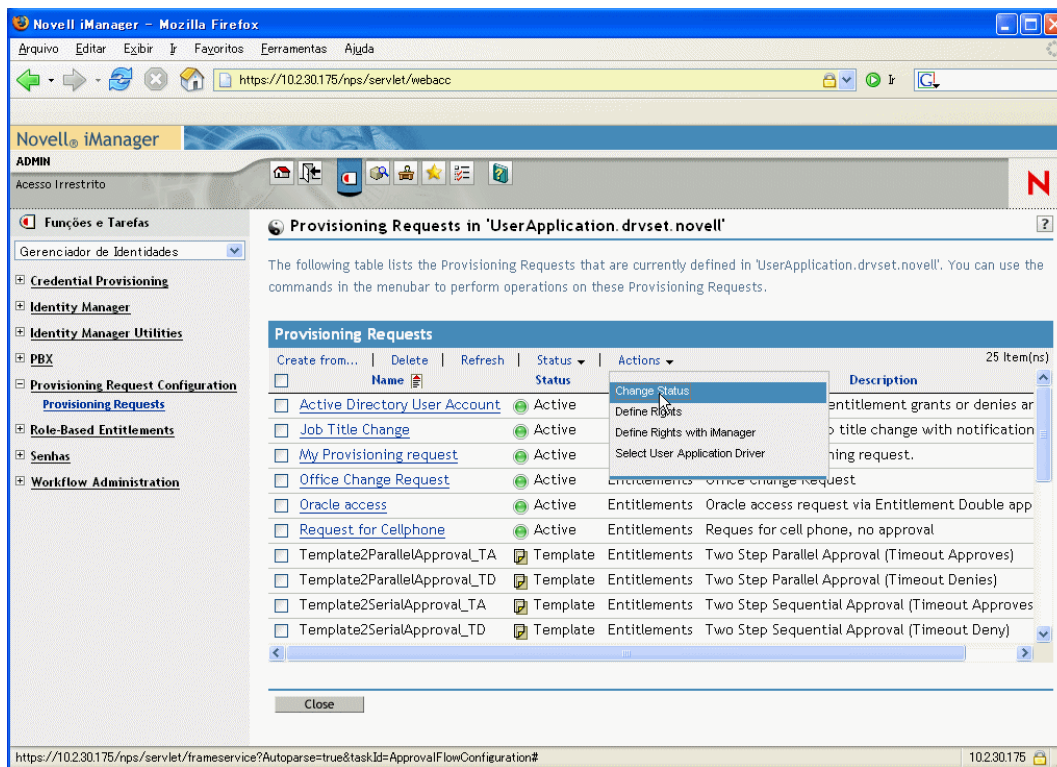 Novell iManager - Mozilla Firefox
Arquivo Editar Exibir Ir Favoritos Ferramentas Ajuda
https://10.2.30.175/nps/servlet/webacc Ir G
Novell® iManager
ADMIN
Acesso Irrestrito
N
Funções e Tarefas
Gerenciador de Identidades
Credential Provisioning
Identity Manager
Identity Manager Utilities
PBX
Provisioning Request Configuration
Provisioning Requests
Role-Based Entitlements
Senhas
Workflow Administration
Provisioning Requests in 'UserApplication.drvset.novell' ?
The following table lists the Provisioning Requests that are currently defined in 'UserApplication.drvset.novell'. You can use the
commands in the menubar to perform operations on these Provisioning Requests.
Provisioning Requests
Create from... | Delete | Refresh | Status | Actions 25 Item(ns)
Name Status Description
Change Status
Define Rights
Define Rights with iManager
Select User Application Driver
Active Directory User Account Active entitlement grants or denies ar
Job Title Change Active title change with notification
My Provisioning request Active ning request.
Office Change Request Active Entitlements Office Change Request
Oracle access Active Entitlements Oracle access request via Entitlement Double app
Request for Cellphone Active Entitlements Reques for cell phone, no approval
Template2ParallelApproval_TA Template Entitlements Two Step Parallel Approval (Timeout Approves)
Template2ParallelApproval_TD Template Entitlements Two Step Parallel Approval (Timeout Denies)
Template2SerialApproval_TA Template Entitlements Two Step Sequential Approval (Timeout Approves
Template2SerialApproval_TD Template Entitlements Two Step Sequential Approval (Timeout Deny)
Close
https://10.2.30.175/nps/servlet/frameservice?Autoparse=true&taskId=ApprovalFlowConfiguration# 10.2.30.175